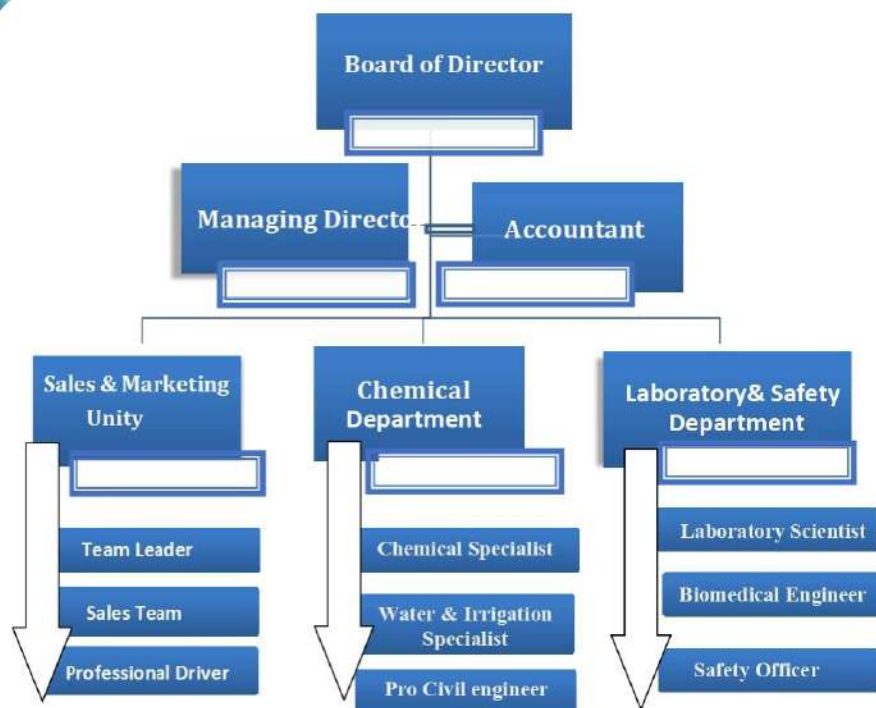 Board of Director
Managing Directo
Accountant
Sales & Marketing
Unity
Chemical
Department
Laboratory& Safety
Department
Team Leader
Sales Team
Professional Driver
Chemical Specialist
Water & Irrigation
Specialist
Pro Civil engineer
Laboratory Scientist
Biomedical Engineer
Safety Officer